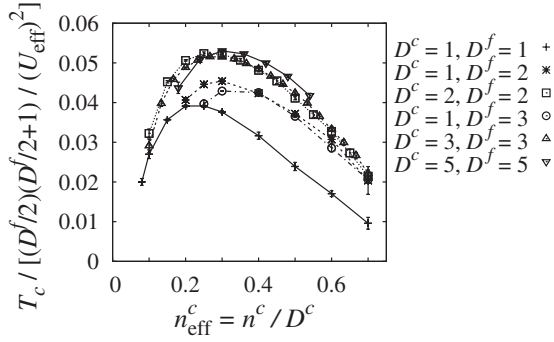 T_c / [(D^f/2)(D^f/2+1) / (U_eff)^2]
0.06
0.05
0.04
0.03
0.02
0.01
0
0 0.2 0.4 0.6
n^c_eff = n^c / D^c
D^c = 1, D^f = 1
D^c = 1, D^f = 2
D^c = 2, D^f = 2
D^c = 1, D^f = 3
D^c = 3, D^f = 3
D^c = 5, D^f = 5